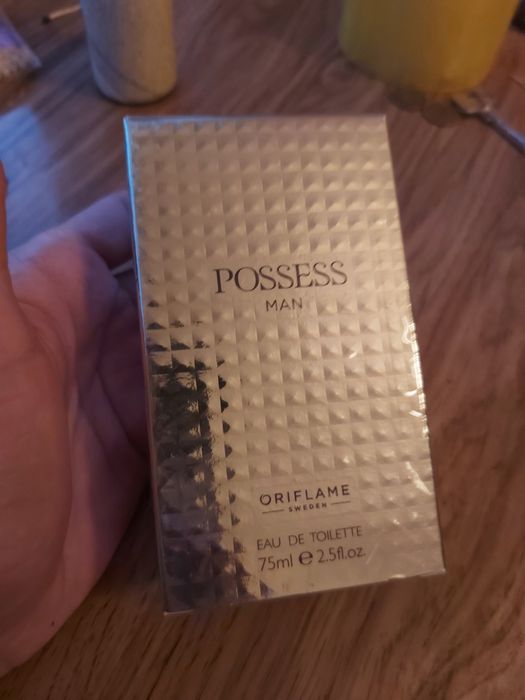 POSSESS
MAN
ORIFLAME
SWEDEN
EAU DE TOILETTE
75ml e 2.5fl.oz.